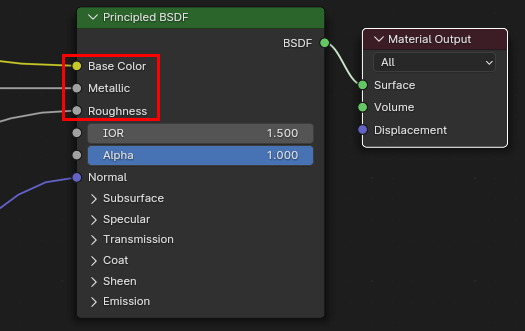 Principled BSDF
BSDF
Base Color
Metallic
Roughness
IOR 1.500
Alpha 1.000
Normal
Subsurface
Specular
Transmission
Coat
Sheen
Emission
Material Output
All
Surface
Volume
Displacement